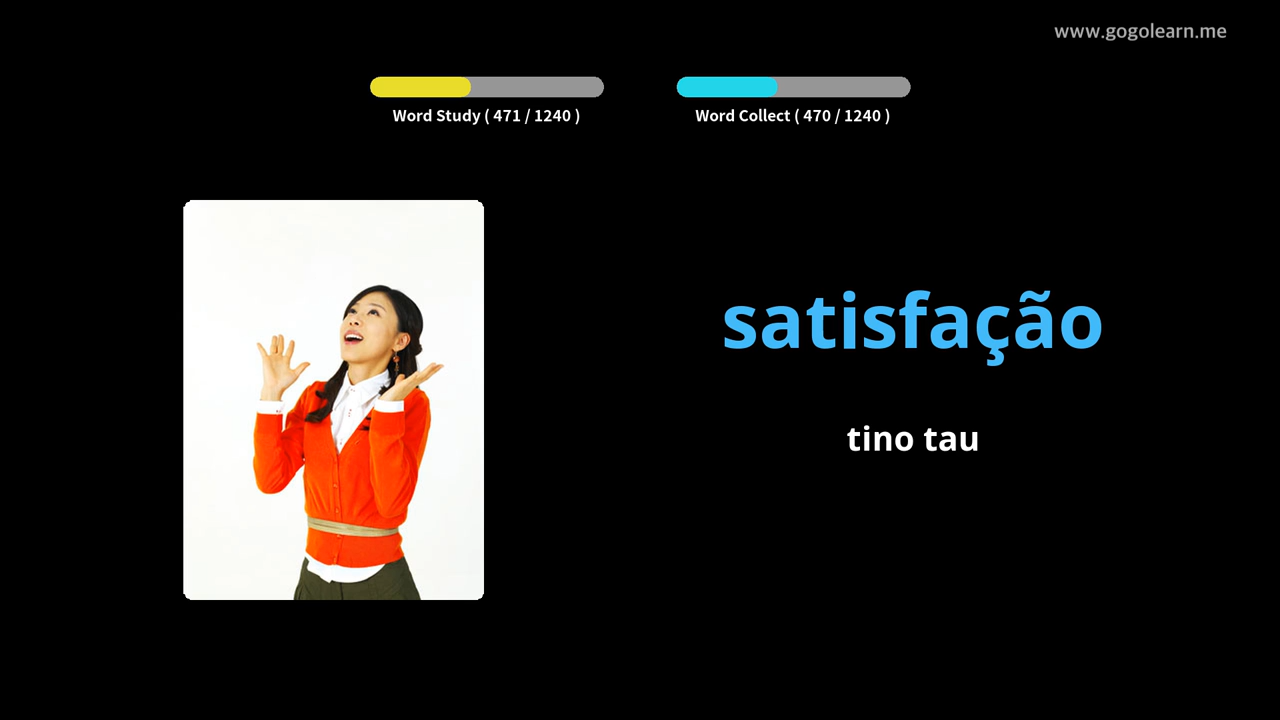 www.gogolearn.me
Word Study ( 471 / 1240 )
Word Collect ( 470 / 1240 )
satisfação
tino tau